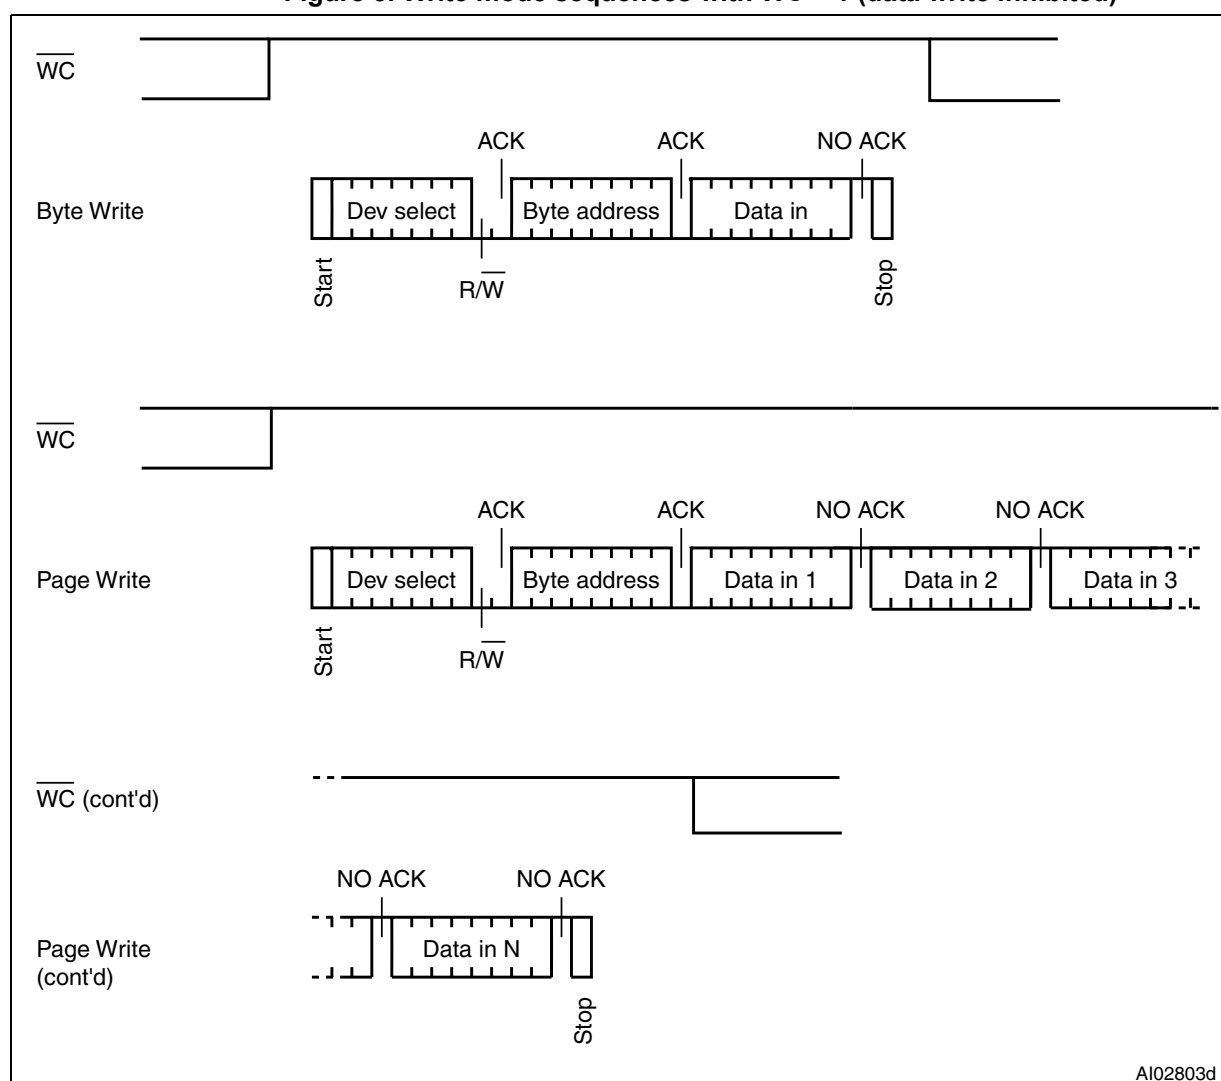 WC
ACK ACK NO ACK
Byte Write Dev select Byte address Data in
Start R/W Stop
WC
ACK ACK NO ACK NO ACK
Page Write Dev select Byte address Data in 1 Data in 2 Data in 3
Start R/W
WC (cont'd)
NO ACK NO ACK
Page Write Data in N
(cont'd)
Stop
AI02803d